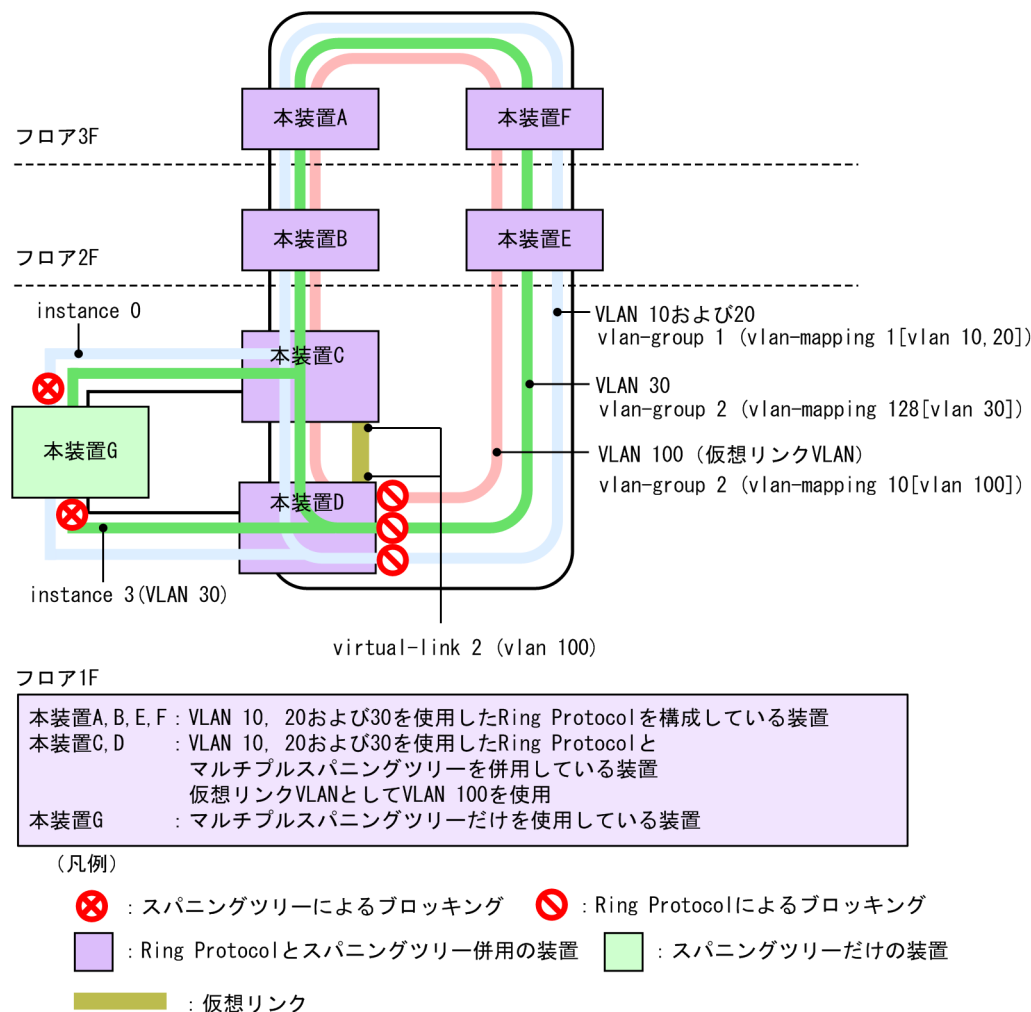 本装置A
本装置F
フロア3F
本装置B
本装置E
フロア2F
instance 0
VLAN 10および20
vlan-group 1 (vlan-mapping 1[vlan 10,20])
本装置C
VLAN 30
vlan-group 2 (vlan-mapping 128[vlan 30])
本装置G
VLAN 100 (仮想リンクVLAN)
vlan-group 2 (vlan-mapping 10[vlan 100])
本装置D
instance 3(VLAN 30)
virtual-link 2 (vlan 100)
フロア1F
本装置A,B,E,F : VLAN 10, 20および30を使用したRing Protocolを構成している装置
本装置C,D : VLAN 10, 20および30を使用したRing Protocolと
マルチプルスパニングツリーを併用している装置
仮想リンクVLANとしてVLAN 100を使用
本装置G : マルチプルスパニングツリーだけを使用している装置
(凡例)
: スパニングツリーによるブロッキング : Ring Protocolによるブロッキング
: Ring Protocolとスパニングツリー併用の装置 : スパニングツリーだけの装置
: 仮想リンク